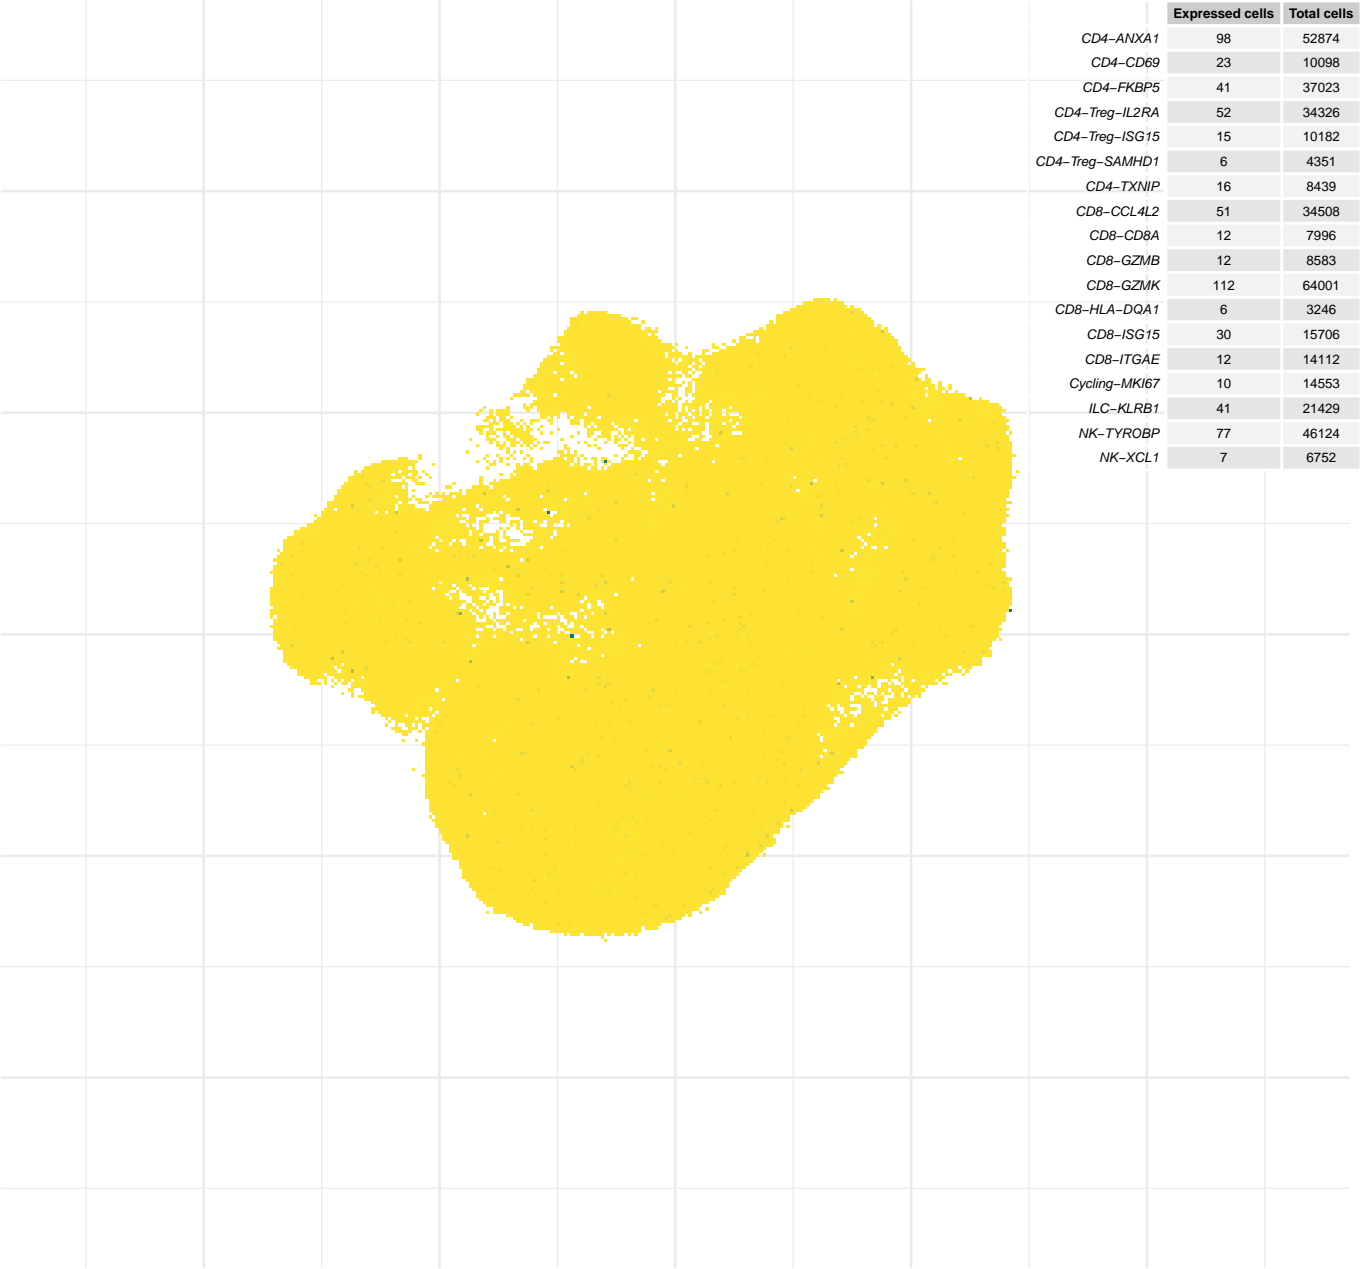 Expressed cells Total cells
CD4−ANXA1 98 52874
CD4−CD69 23 10098
CD4−FKBP5 41 37023
CD4−Treg−IL2RA 52 34326
CD4−Treg−ISG15 15 10182
CD4−Treg−SAMHD1 6 4351
CD4−TXNIP 16 8439
CD8−CCL4L2 51 34508
CD8−CD8A 12 7996
CD8−GZMB 12 8583
CD8−GZMK 112 64001
CD8−HLA−DQA1 6 3246
CD8−ISG15 30 15706
CD8−ITGAE 12 14112
Cycling−MKI67 10 14553
ILC−KLRB1 41 21429
NK−TYROBP 77 46124
NK−XCL1 7 6752